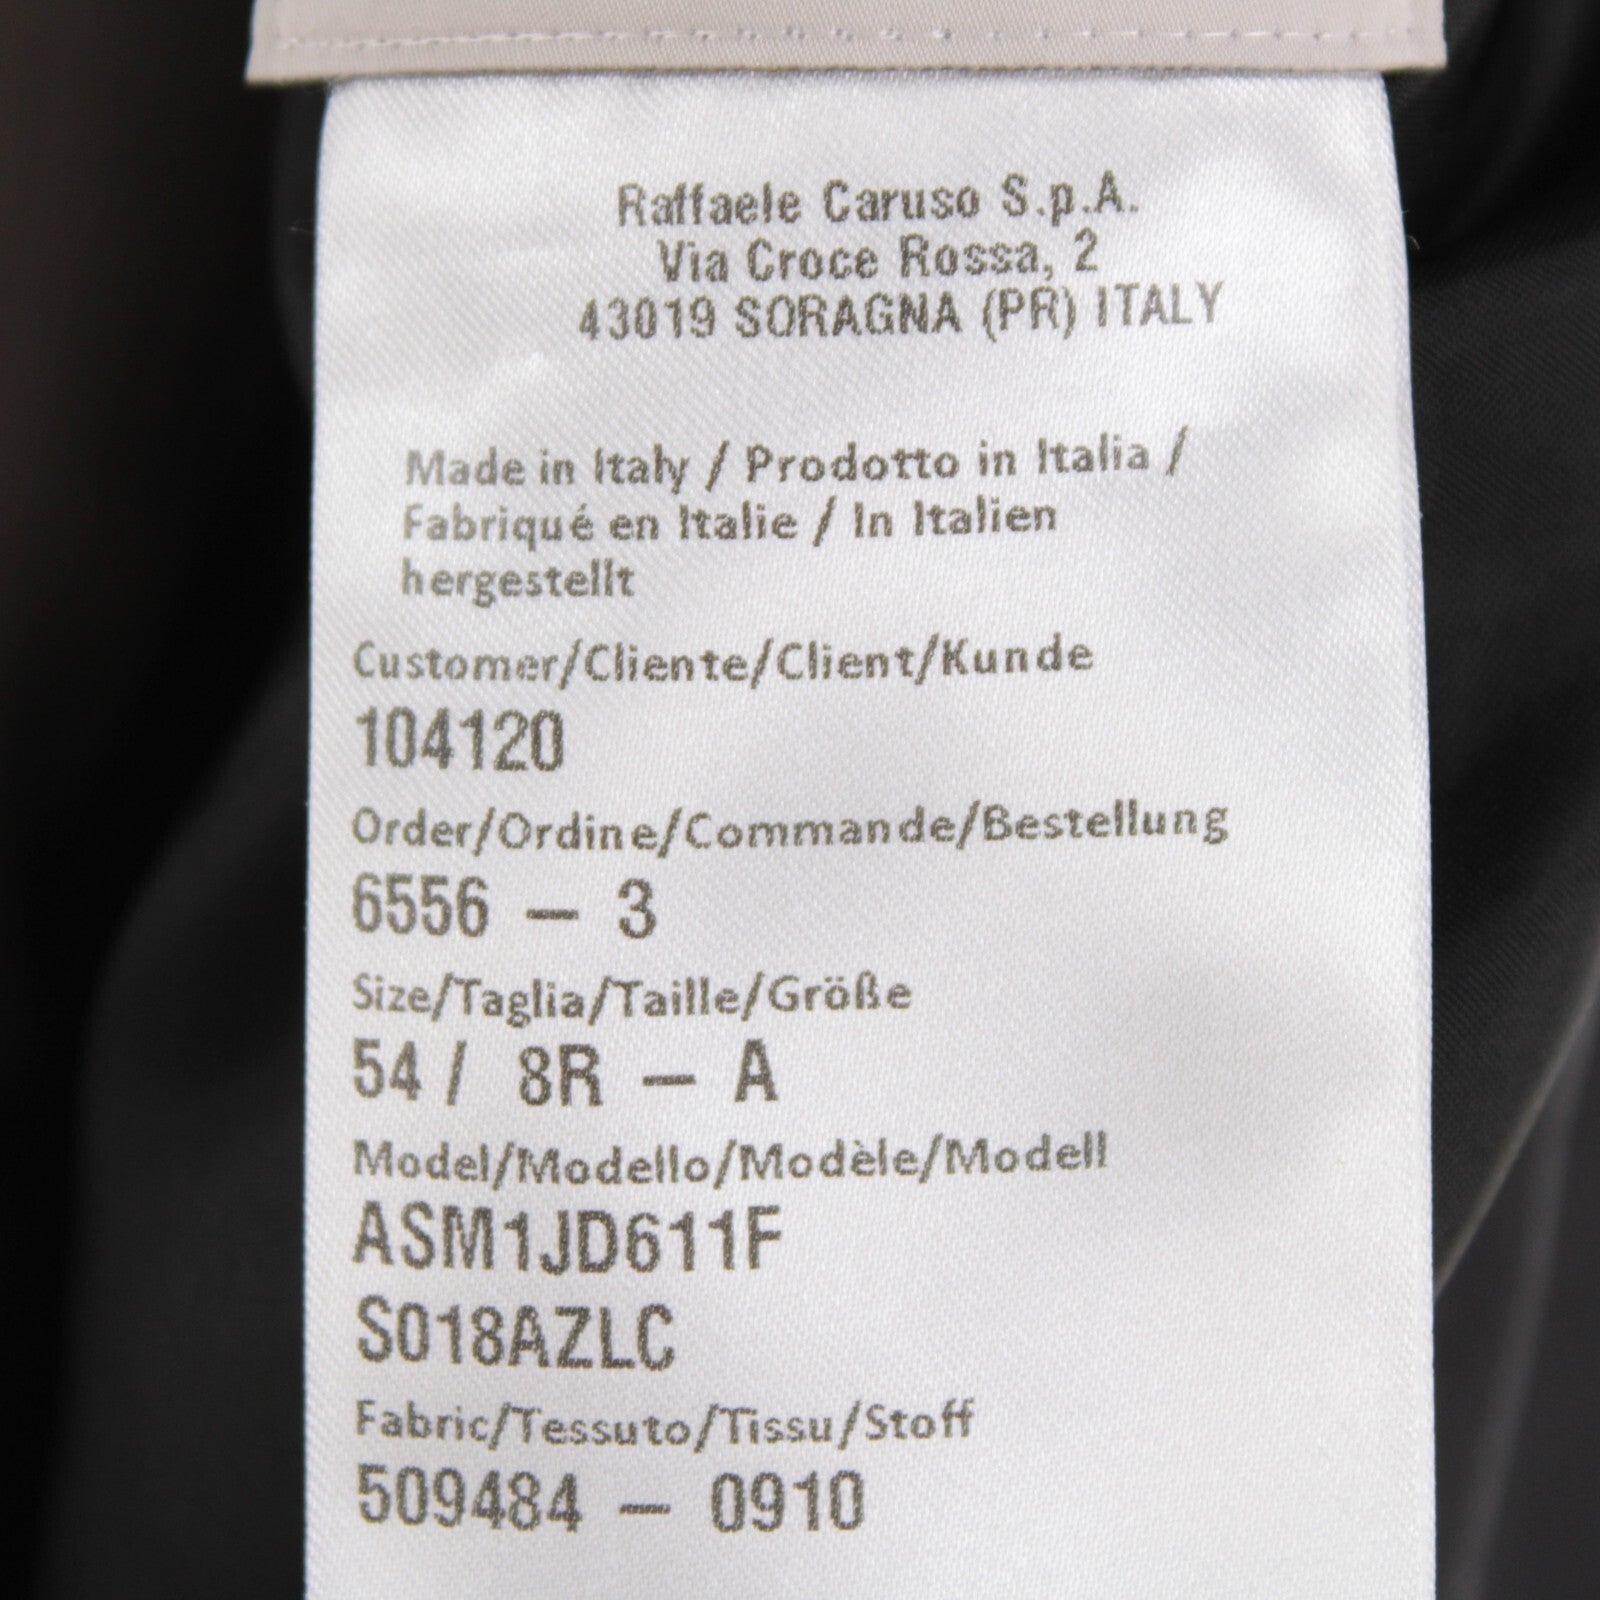 Raffaele Caruso S.p.A.
Via Croce Rossa, 2
43019 SORAGNA (PR) ITALY
Made in Italy / Prodotto in Italia /
Fabriqué en Italie / In Italien
hergestellt
Customer/Cliente/Client/Kunde
104120
Order/Ordine/Commande/Bestellung
6556 – 3
Size/Taglia/Taille/Größe
54 / 8R – A
Model/Modello/Modèle/Modell
ASM1JD611F
S018AZLC
Fabric/Tessuto/Tissu/Stoff
509484 – 0910